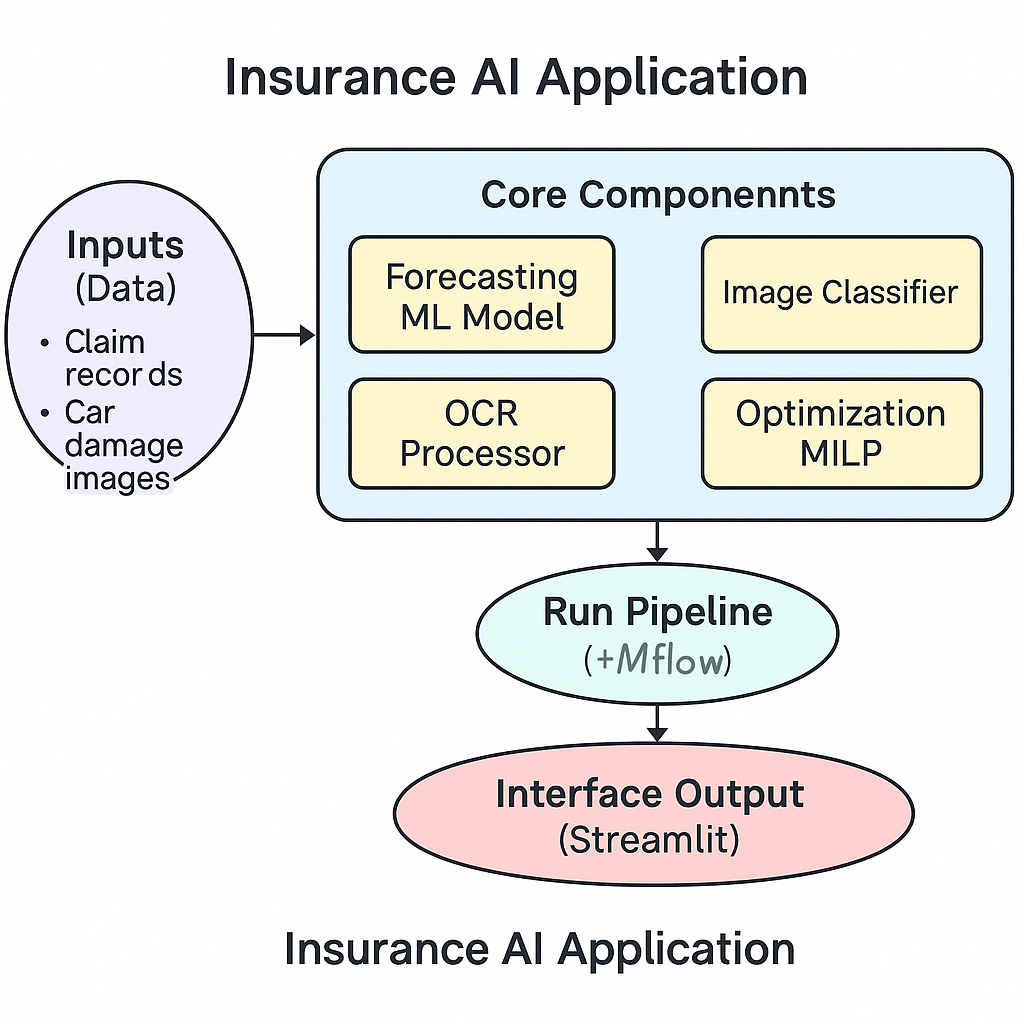 Insurance AI Application
Inputs
(Data)
• Claim
recor ds
• Car
damage
images
Core Componennts
Forecasting
ML Model
Image Classifier
OCR
Processor
Optimization
MILP
Run Pipeline
(+Mflow)
Interface Output
(Streamlit)
Insurance AI Application